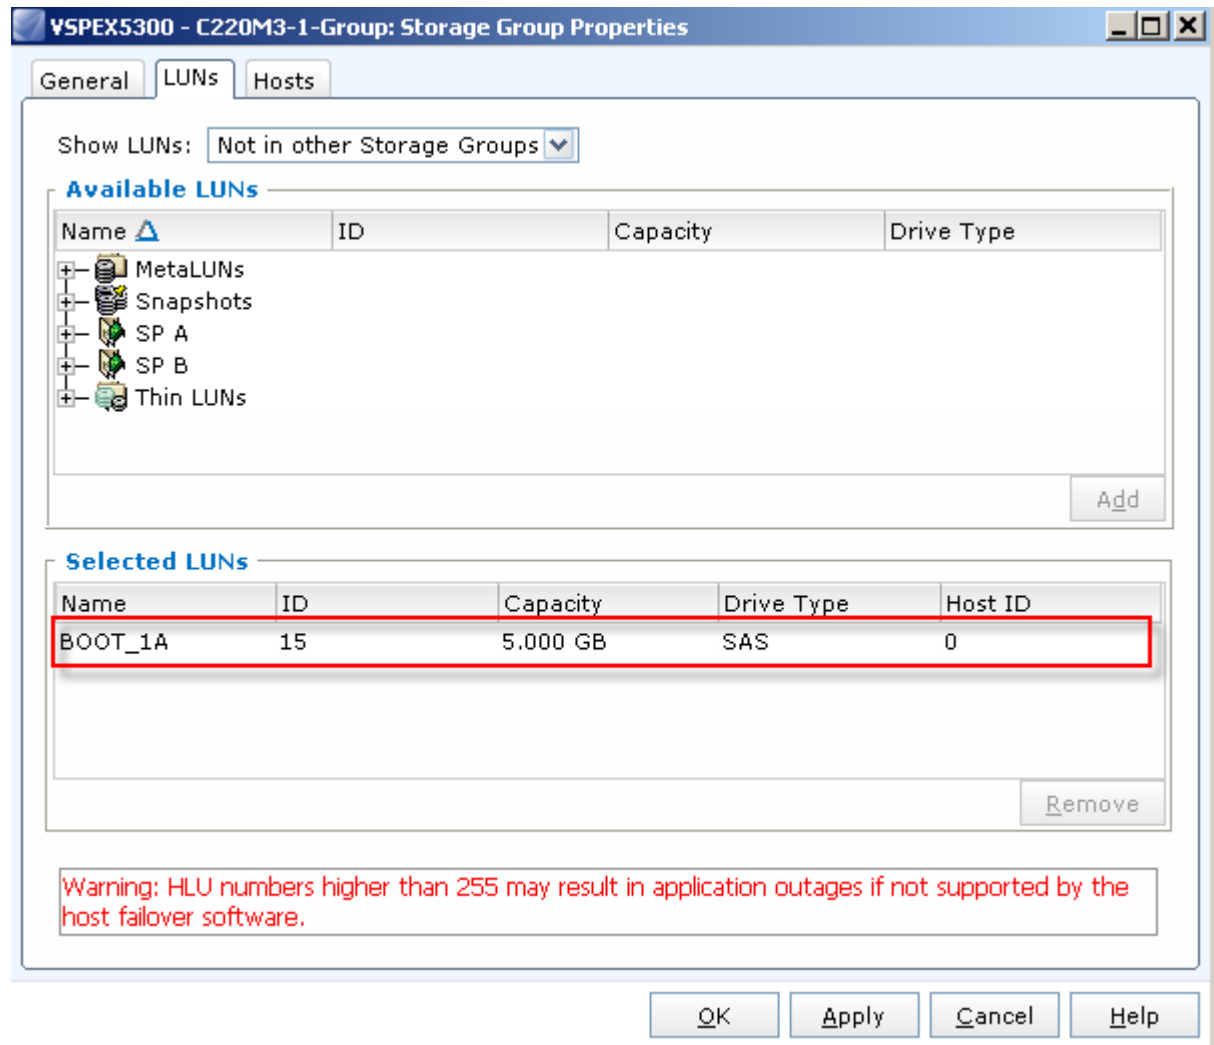 VSPEX5300 - C220M3-1-Group: Storage Group Properties
General LUNs Hosts
Show LUNs: Not in other Storage Groups
Available LUNs
Name ID Capacity Drive Type
MetaLUNs
Snapshots
SP A
SP B
Thin LUNs
Add
Selected LUNs
Name ID Capacity Drive Type Host ID
BOOT_1A 15 5.000 GB SAS 0
Remove
Warning: HLU numbers higher than 255 may result in application outages if not supported by the
host failover software.
OK Apply Cancel Help